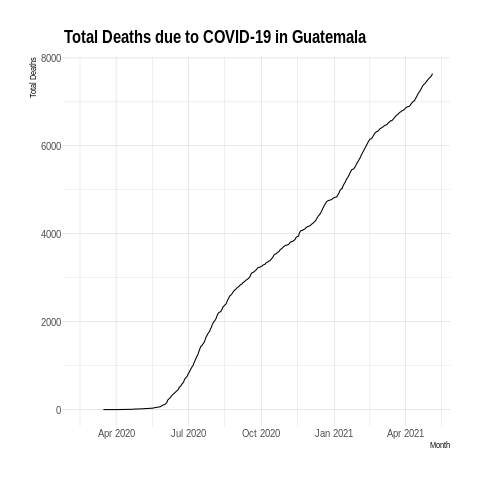 Total Deaths due to COVID-19 in Guatemala
Total Deaths
8000
6000
4000
2000
0
Apr 2020 Jul 2020 Oct 2020 Jan 2021 Apr 2021
Month